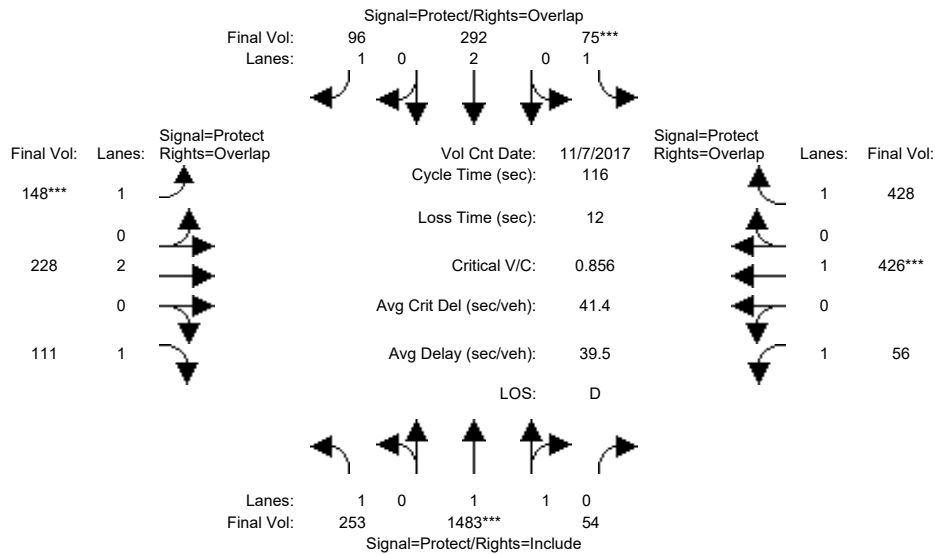 Signal=Protect/Rights=Overlap
Final Vol: 96 292 75***
Lanes: 1 0 2 0 1
Signal=Protect Signal=Protect
Final Vol: Lanes: Rights=Overlap Vol Cnt Date: 11/7/2017 Rights=Overlap Lanes: Final Vol:
Cycle Time (sec): 116
148*** 1 1 428
Loss Time (sec): 12
0 0
228 2 Critical V/C: 0.856 1 426***
0 Avg Crit Del (sec/veh): 41.4 0
111 1 Avg Delay (sec/veh): 39.5 1 56
LOS: D
Lanes: 1 0 1 1 0
Final Vol: 253 1483*** 54
Signal=Protect/Rights=Include